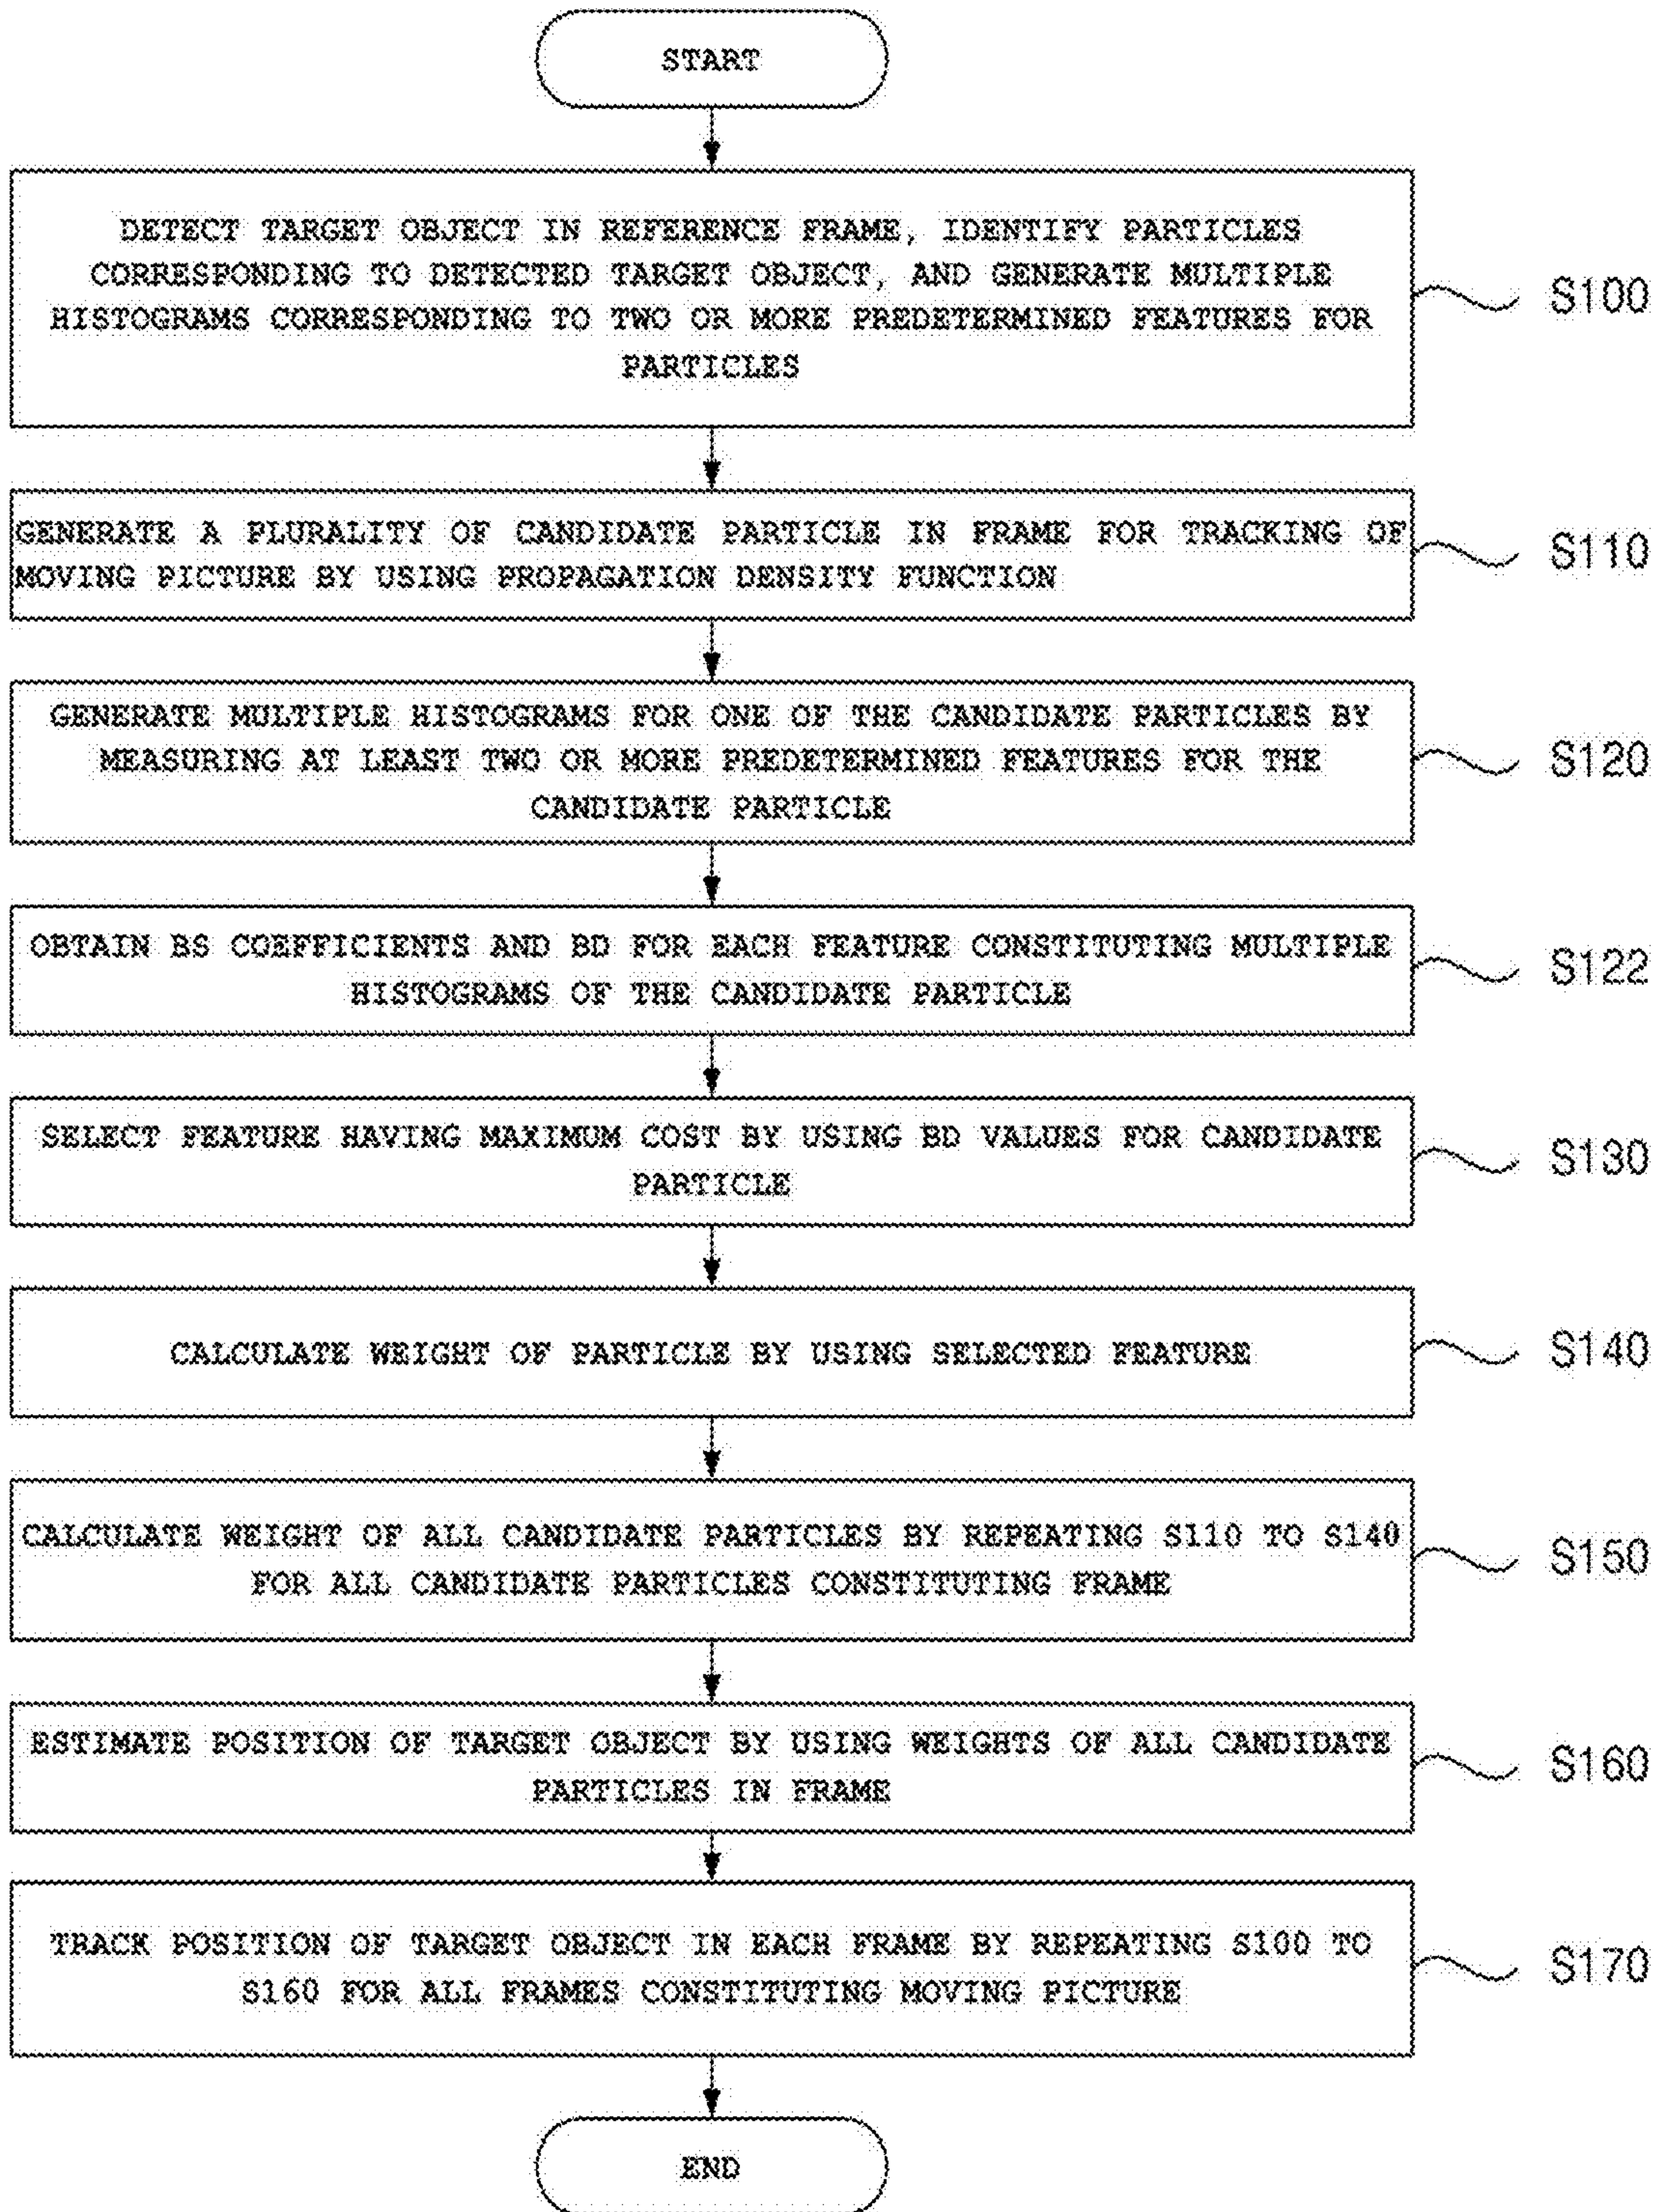 START
DETECT TARGET OBJECT IN REFERENCE FRAME, IDENTIFY PARTICLES
CORRESPONDING TO DETECTED TARGET OBJECT, AND GENERATE MULTIPLE
HISTOGRAMS CORRESPONDING TO TWO OR MORE PREDETERMINED FEATURES FOR
PARTICLES
S100
GENERATE A PLURALITY OF CANDIDATE PARTICLE IN FRAME FOR TRACKING OF
MOVING PICTURE BY USING PROPAGATION DENSITY FUNCTION
S110
GENERATE MULTIPLE HISTOGRAMS FOR ONE OF THE CANDIDATE PARTICLES BY
MEASURING AT LEAST TWO OR MORE PREDETERMINED FEATURES FOR THE
CANDIDATE PARTICLE
S120
OBTAIN BS COEFFICIENTS AND BD FOR EACH FEATURE CONSTITUTING MULTIPLE
HISTOGRAMS OF THE CANDIDATE PARTICLE
S122
SELECT FEATURE HAVING MAXIMUM COST BY USING BD VALUES FOR CANDIDATE
PARTICLE
S130
CALCULATE WEIGHT OF PARTICLE BY USING SELECTED FEATURE
S140
CALCULATE WEIGHT OF ALL CANDIDATE PARTICLES BY REPEATING S110 TO S140
FOR ALL CANDIDATE PARTICLES CONSTITUTING FRAME
S150
ESTIMATE POSITION OF TARGET OBJECT BY USING WEIGHTS OF ALL CANDIDATE
PARTICLES IN FRAME
S160
TRACK POSITION OF TARGET OBJECT IN EACH FRAME BY REPEATING S100 TO
S160 FOR ALL FRAMES CONSTITUTING MOVING PICTURE
S170
END